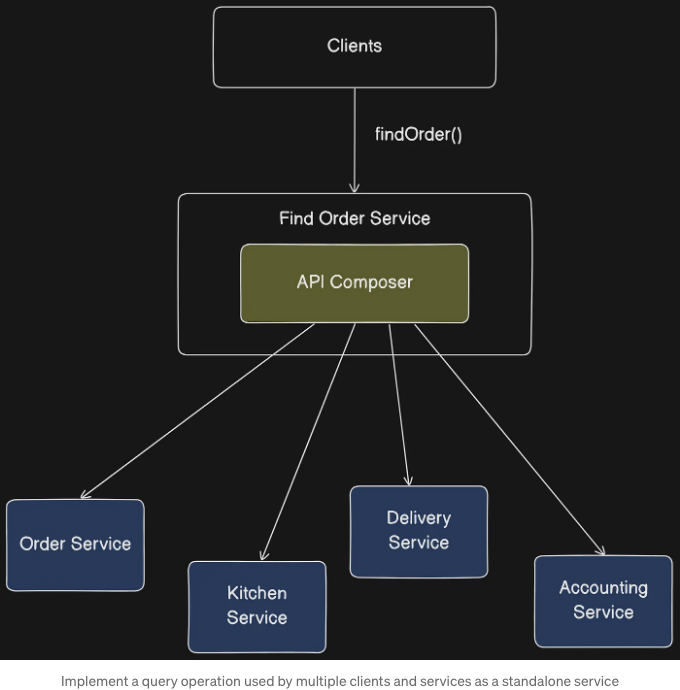 Clients
findOrder()
Find Order Service
API Composer
Order Service
Kitchen
Service
Delivery
Service
Accounting
Service
Implement a query operation used by multiple clients and services as a standalone service